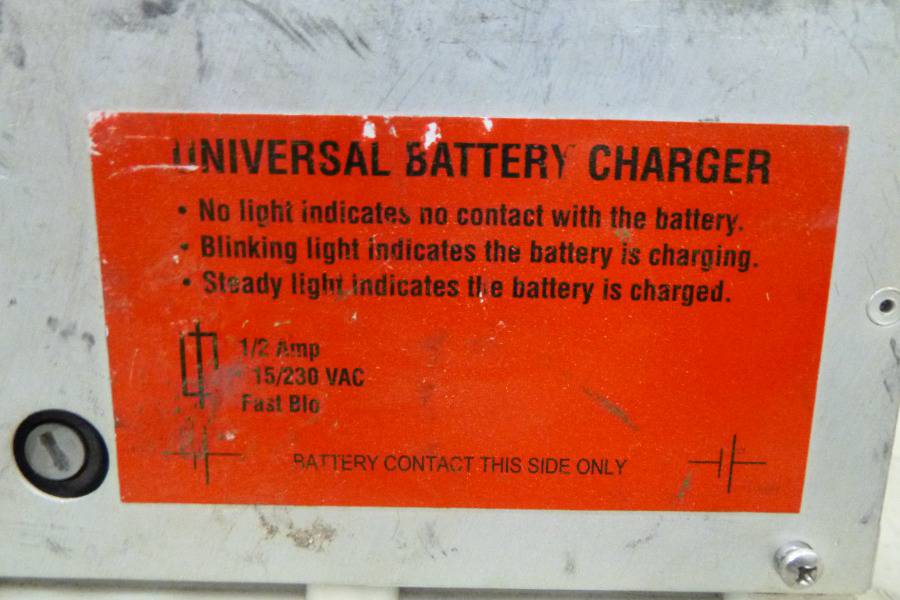 UNIVERSAL BATTERY CHARGER
• No light indicates no contact with the battery.
• Blinking light indicates the battery is charging.
• Steady light indicates the battery is charged.
1/2 Amp
15/230 VAC
Fast Blo
BATTERY CONTACT THIS SIDE ONLY